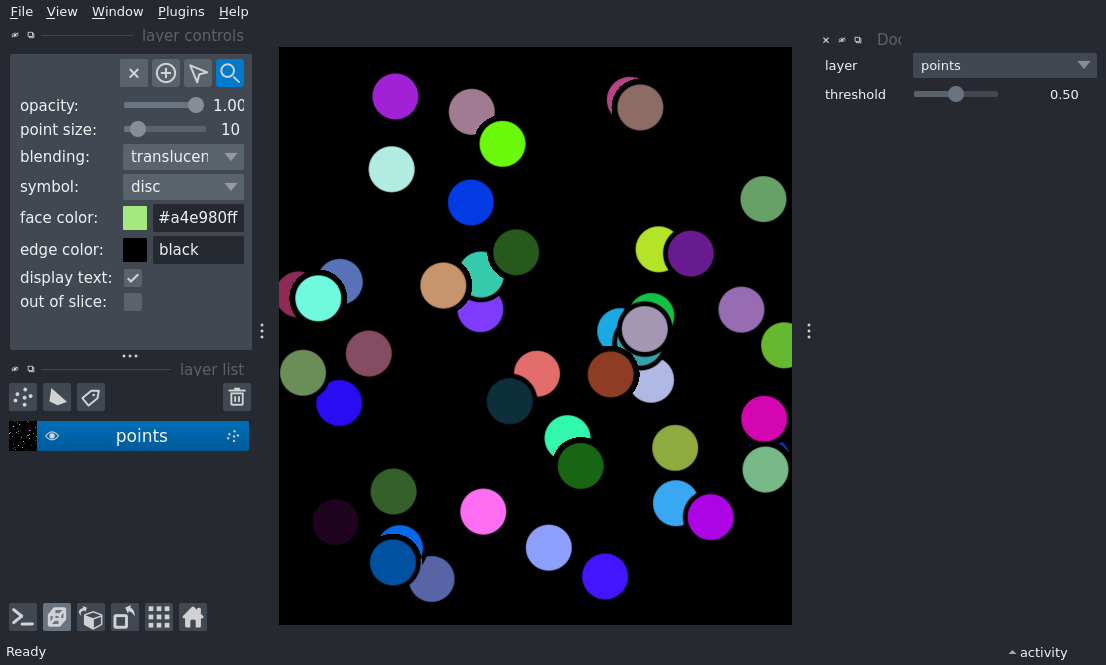 File View Window Plugins Help
layer controls
opacity: 1.00
point size: 10
blending: translucen
symbol: disc
face color: #a4e980ff
edge color: black
display text:
out of slice:
layer list
points
Doc
layer points
threshold 0.50
Ready
activity